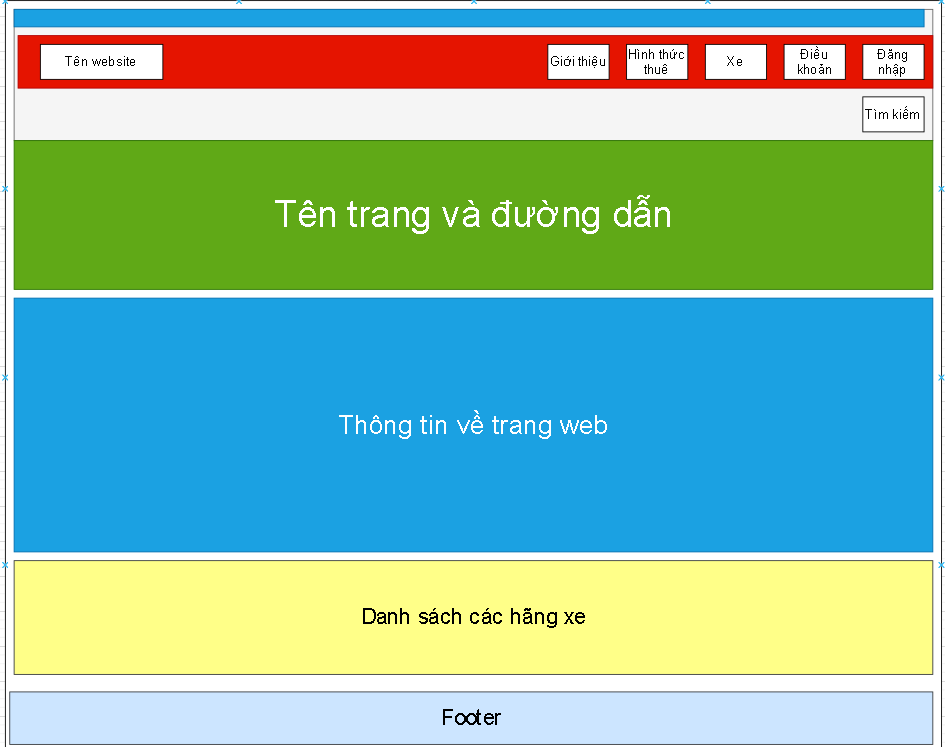 Tên website
Giới thiệu
Hình thức
thuê
Xe
Điều
khoản
Đăng
nhập
Tìm kiếm
Tên trang và đường dẫn
Thông tin về trang web
Danh sách các hãng xe
Footer